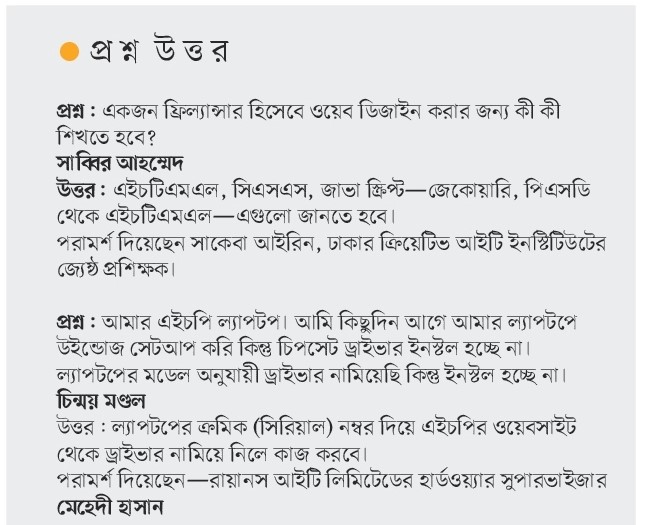 প্রশ্ন উত্তর
প্রশ্ন : একজন ফ্রিল্যান্সার হিসেবে ওয়েব ডিজাইন করার জন্য কী কী
শিখতে হবে?
সাব্বির আহম্মেদ
উত্তর : এইচটিএমএল, সিএসএস, জাভা স্ক্রিপ্ট—জেকোয়ারি, পিএসডি
থেকে এইচটিএমএল—এগুলো জানতে হবে।
পরামর্শ দিয়েছেন সাকেবা আইরিন, ঢাকার ক্রিয়েটিভ আইটি ইনস্টিটিউটের
জ্যেষ্ঠ প্রশিক্ষক।
প্রশ্ন : আমার এইচপি ল্যাপটপ। আমি কিছুদিন আগে আমার ল্যাপটপে
উইন্ডোজ সেটআপ করি কিন্তু চিপসেট ড্রাইভার ইনস্টল হচ্ছে না।
ল্যাপটপের মডেল অনুযায়ী ড্রাইভার নামিয়েছি কিন্তু ইনস্টল হচ্ছে না।
চিন্ময় মণ্ডল
উত্তর : ল্যাপটপের ক্রমিক (সিরিয়াল) নম্বর দিয়ে এইচপির ওয়েবসাইট
থেকে ড্রাইভার নামিয়ে নিলে কাজ করবে।
পরামর্শ দিয়েছেন—রায়ানস আইটি লিমিটেডের হার্ডওয়্যার সুপারভাইজার
মেহেদী হাসান